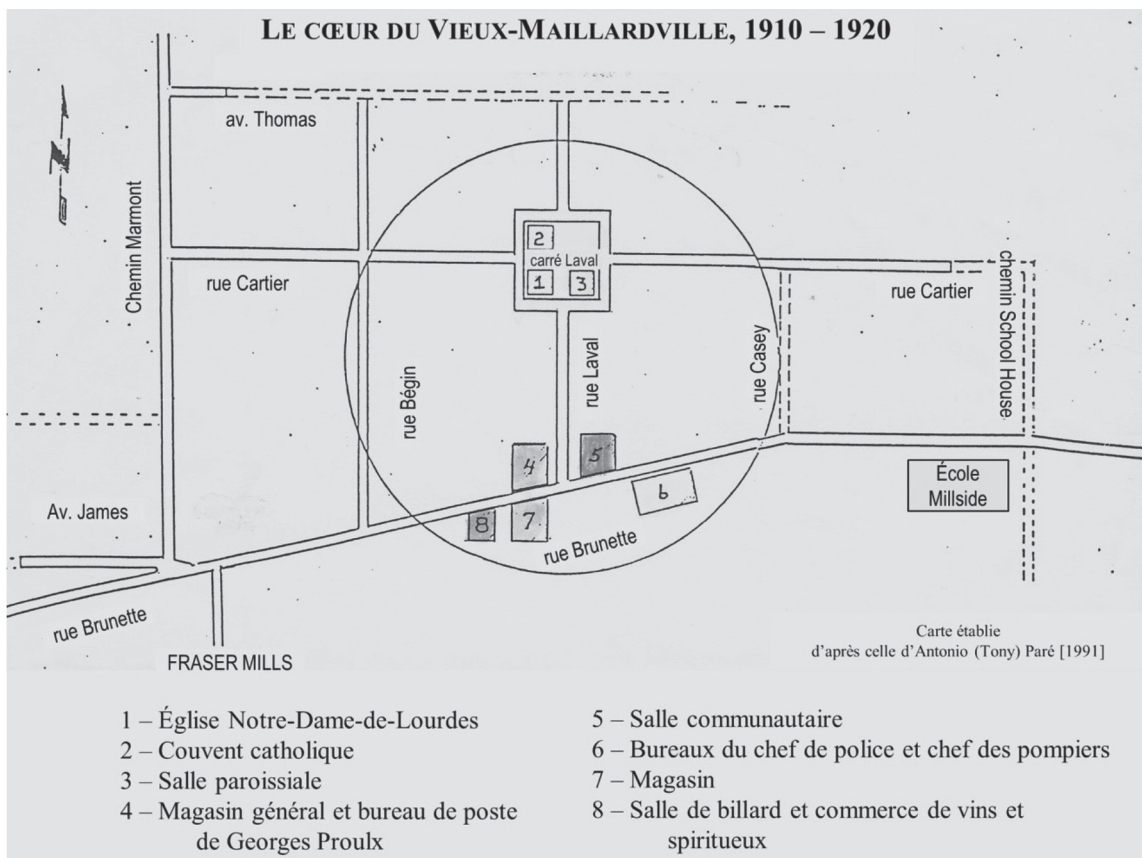 LE CŒUR DU VIEUX-MAILLARDVILLE, 1910 – 1920
av. Thomas
Chemin Marmont
2
carré Laval
1
3
rue Cartier
rue Cartier
chemin School House
rue Bégin
rue Laval
rue Casey
4
5
6
École
Millside
Av. James
8
7
rue Brunette
rue Brunette
FRASER MILLS
Carte établie
d'après celle d'Antonio (Tony) Paré [1991]
1 – Église Notre-Dame-de-Lourdes
2 – Couvent catholique
3 – Salle paroissiale
4 – Magasin général et bureau de poste
de Georges Proulx
5 – Salle communautaire
6 – Bureaux du chef de police et chef des pompiers
7 – Magasin
8 – Salle de billard et commerce de vins et
spiritueux